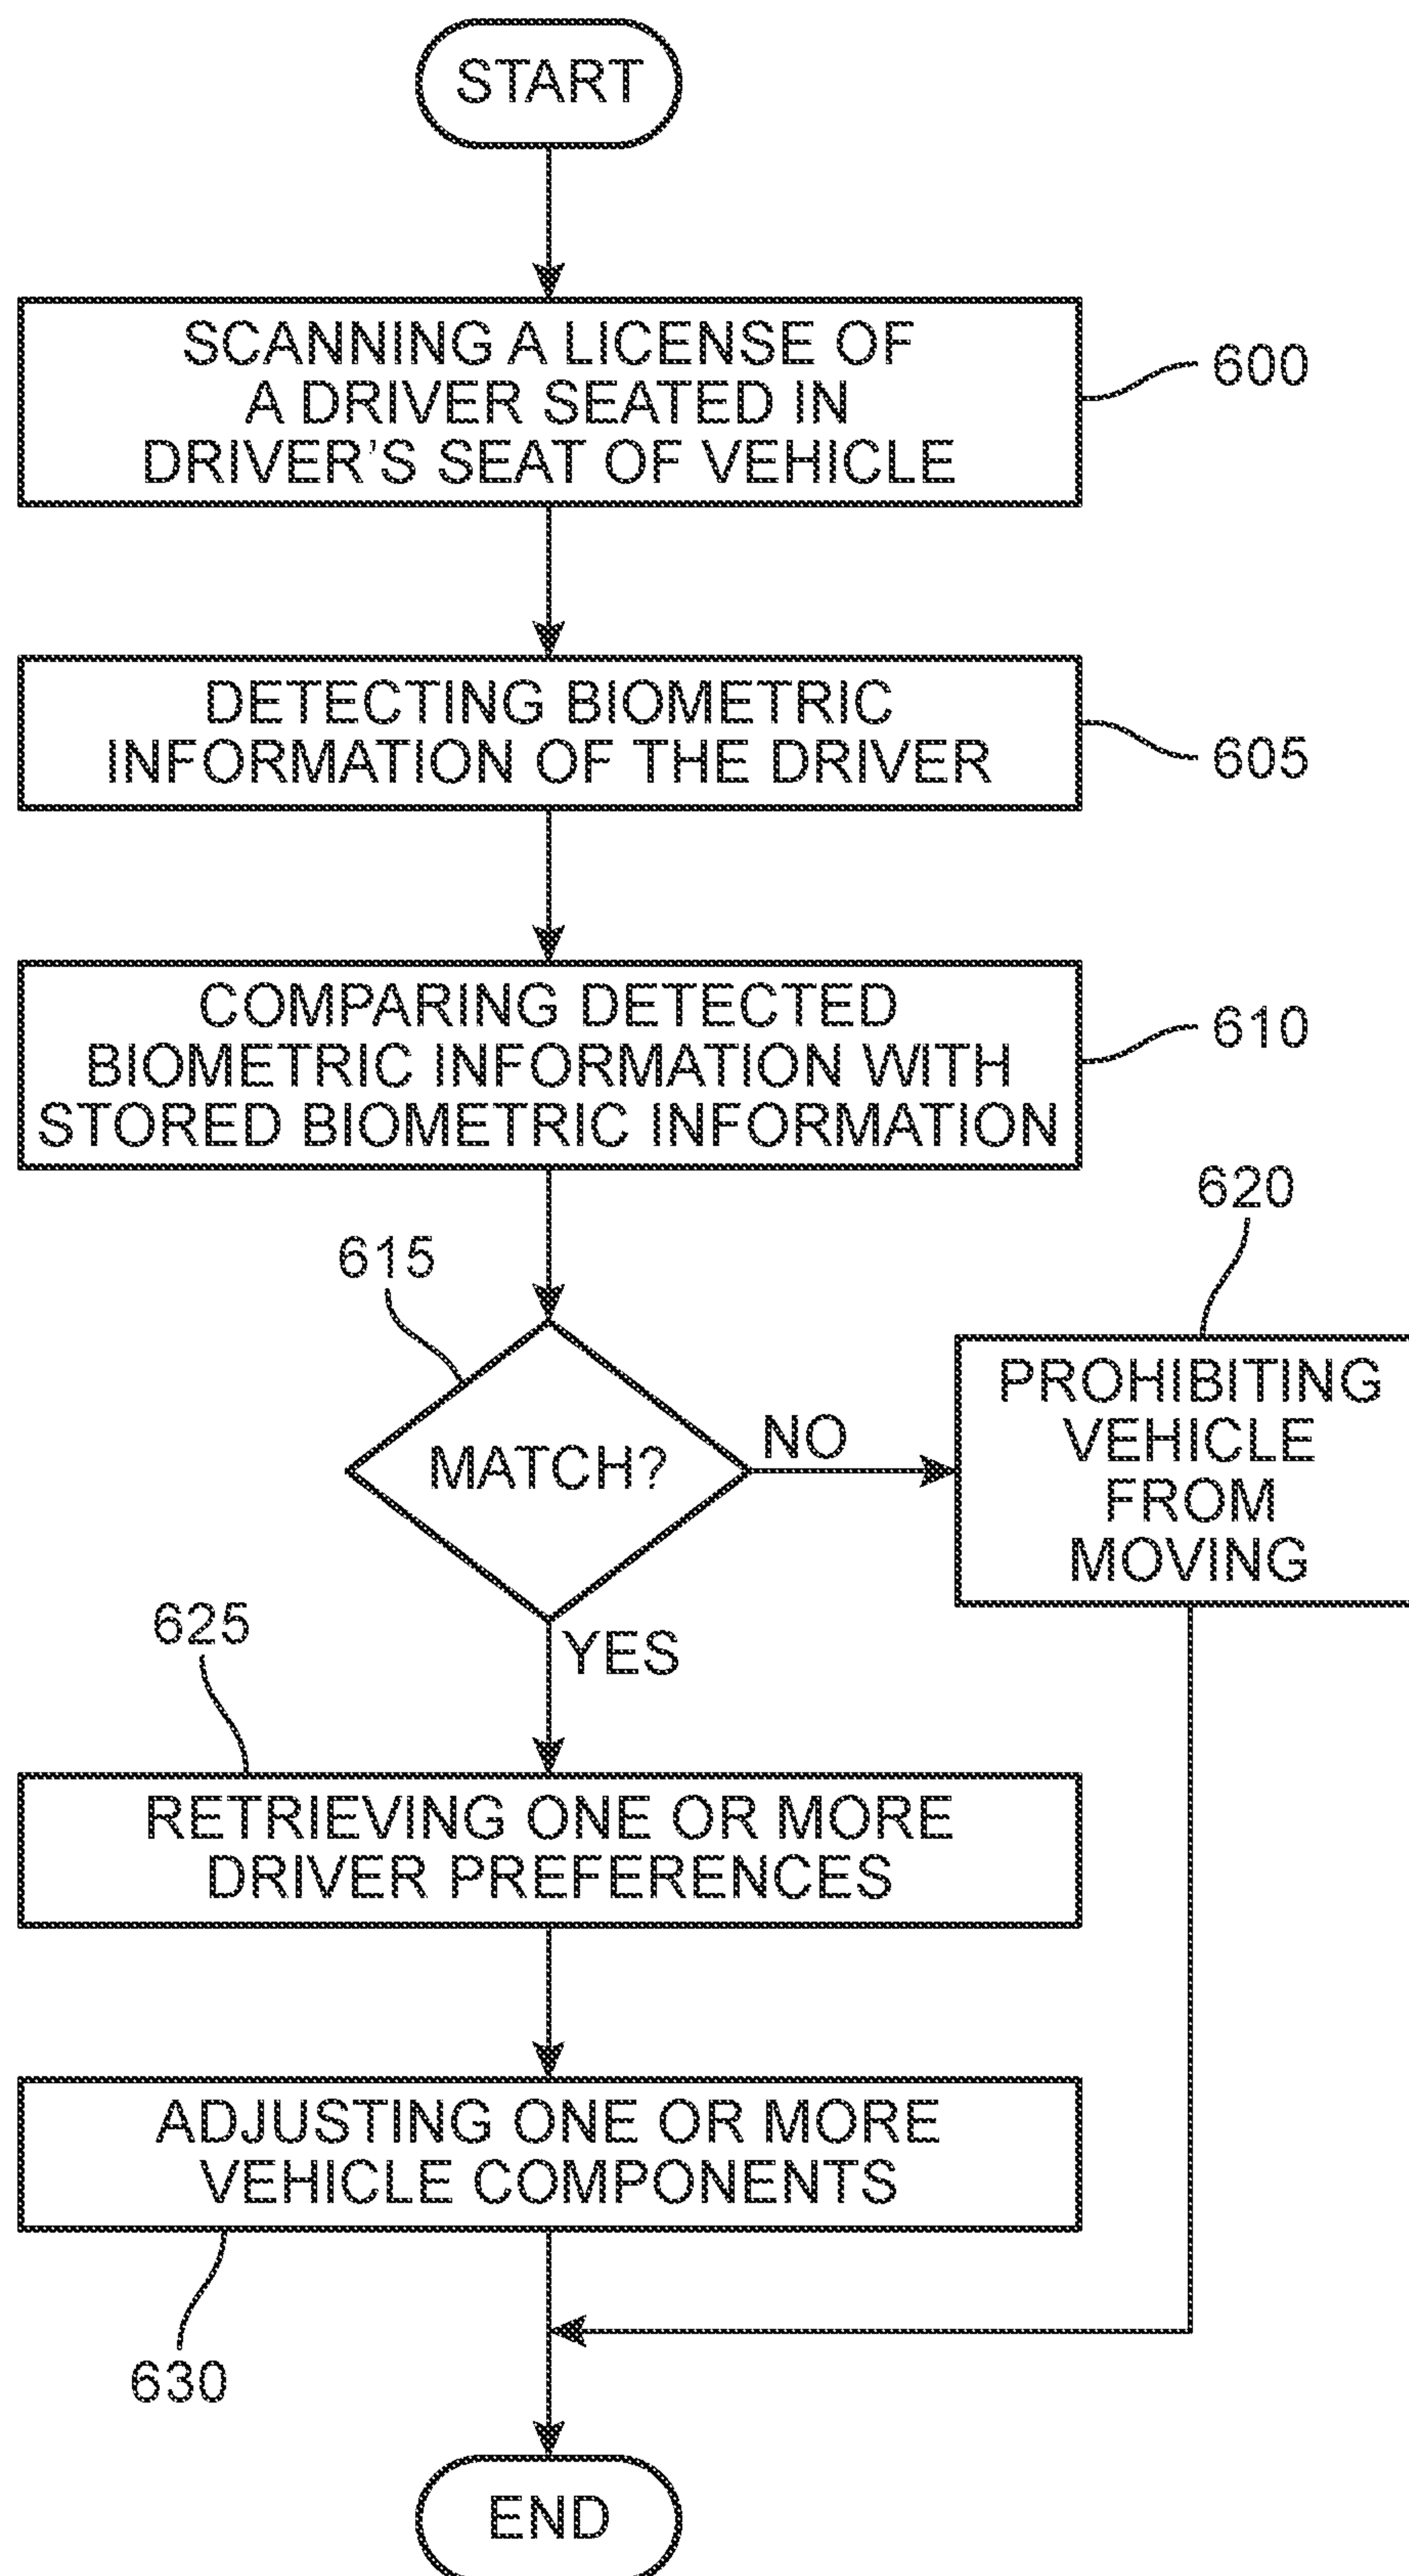 START
SCANNING A LICENSE OF
A DRIVER SEATED IN
DRIVER'S SEAT OF VEHICLE
600
DETECTING BIOMETRIC
INFORMATION OF THE DRIVER
605
COMPARING DETECTED
BIOMETRIC INFORMATION WITH
STORED BIOMETRIC INFORMATION
610
615
MATCH?
NO
620
PROHIBITING
VEHICLE
FROM
MOVING
YES
625
RETRIEVING ONE OR MORE
DRIVER PREFERENCES
ADJUSTING ONE OR MORE
VEHICLE COMPONENTS
630
END